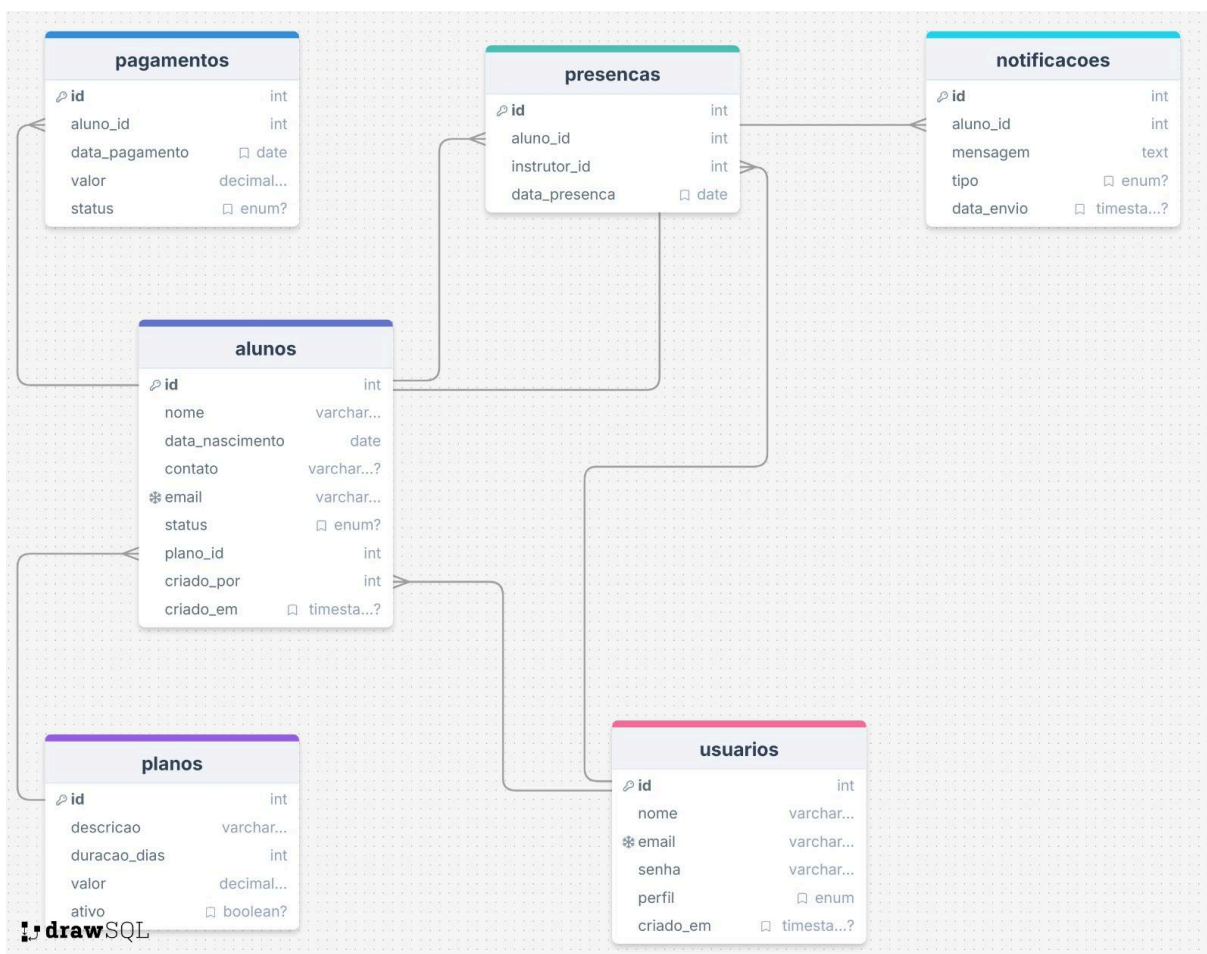 pagamentos
id int
aluno_id int
data_pagamento date
valor decimal...
status enum?
presencas
id int
aluno_id int
instrutor_id int
data_presenca date
notificacoes
id int
aluno_id int
mensagem text
tipo enum?
data_envio timesta...?
alunos
id int
nome varchar...
data_nascimento date
contato varchar...?
email varchar...
status enum?
plano_id int
criado_por int
criado_em timesta...?
planos
id int
descricao varchar...
duracao_dias int
valor decimal...
ativo boolean?
drawSQL
usuarios
id int
nome varchar...
email varchar...
senha varchar...
perfil enum
criado_em timesta...?